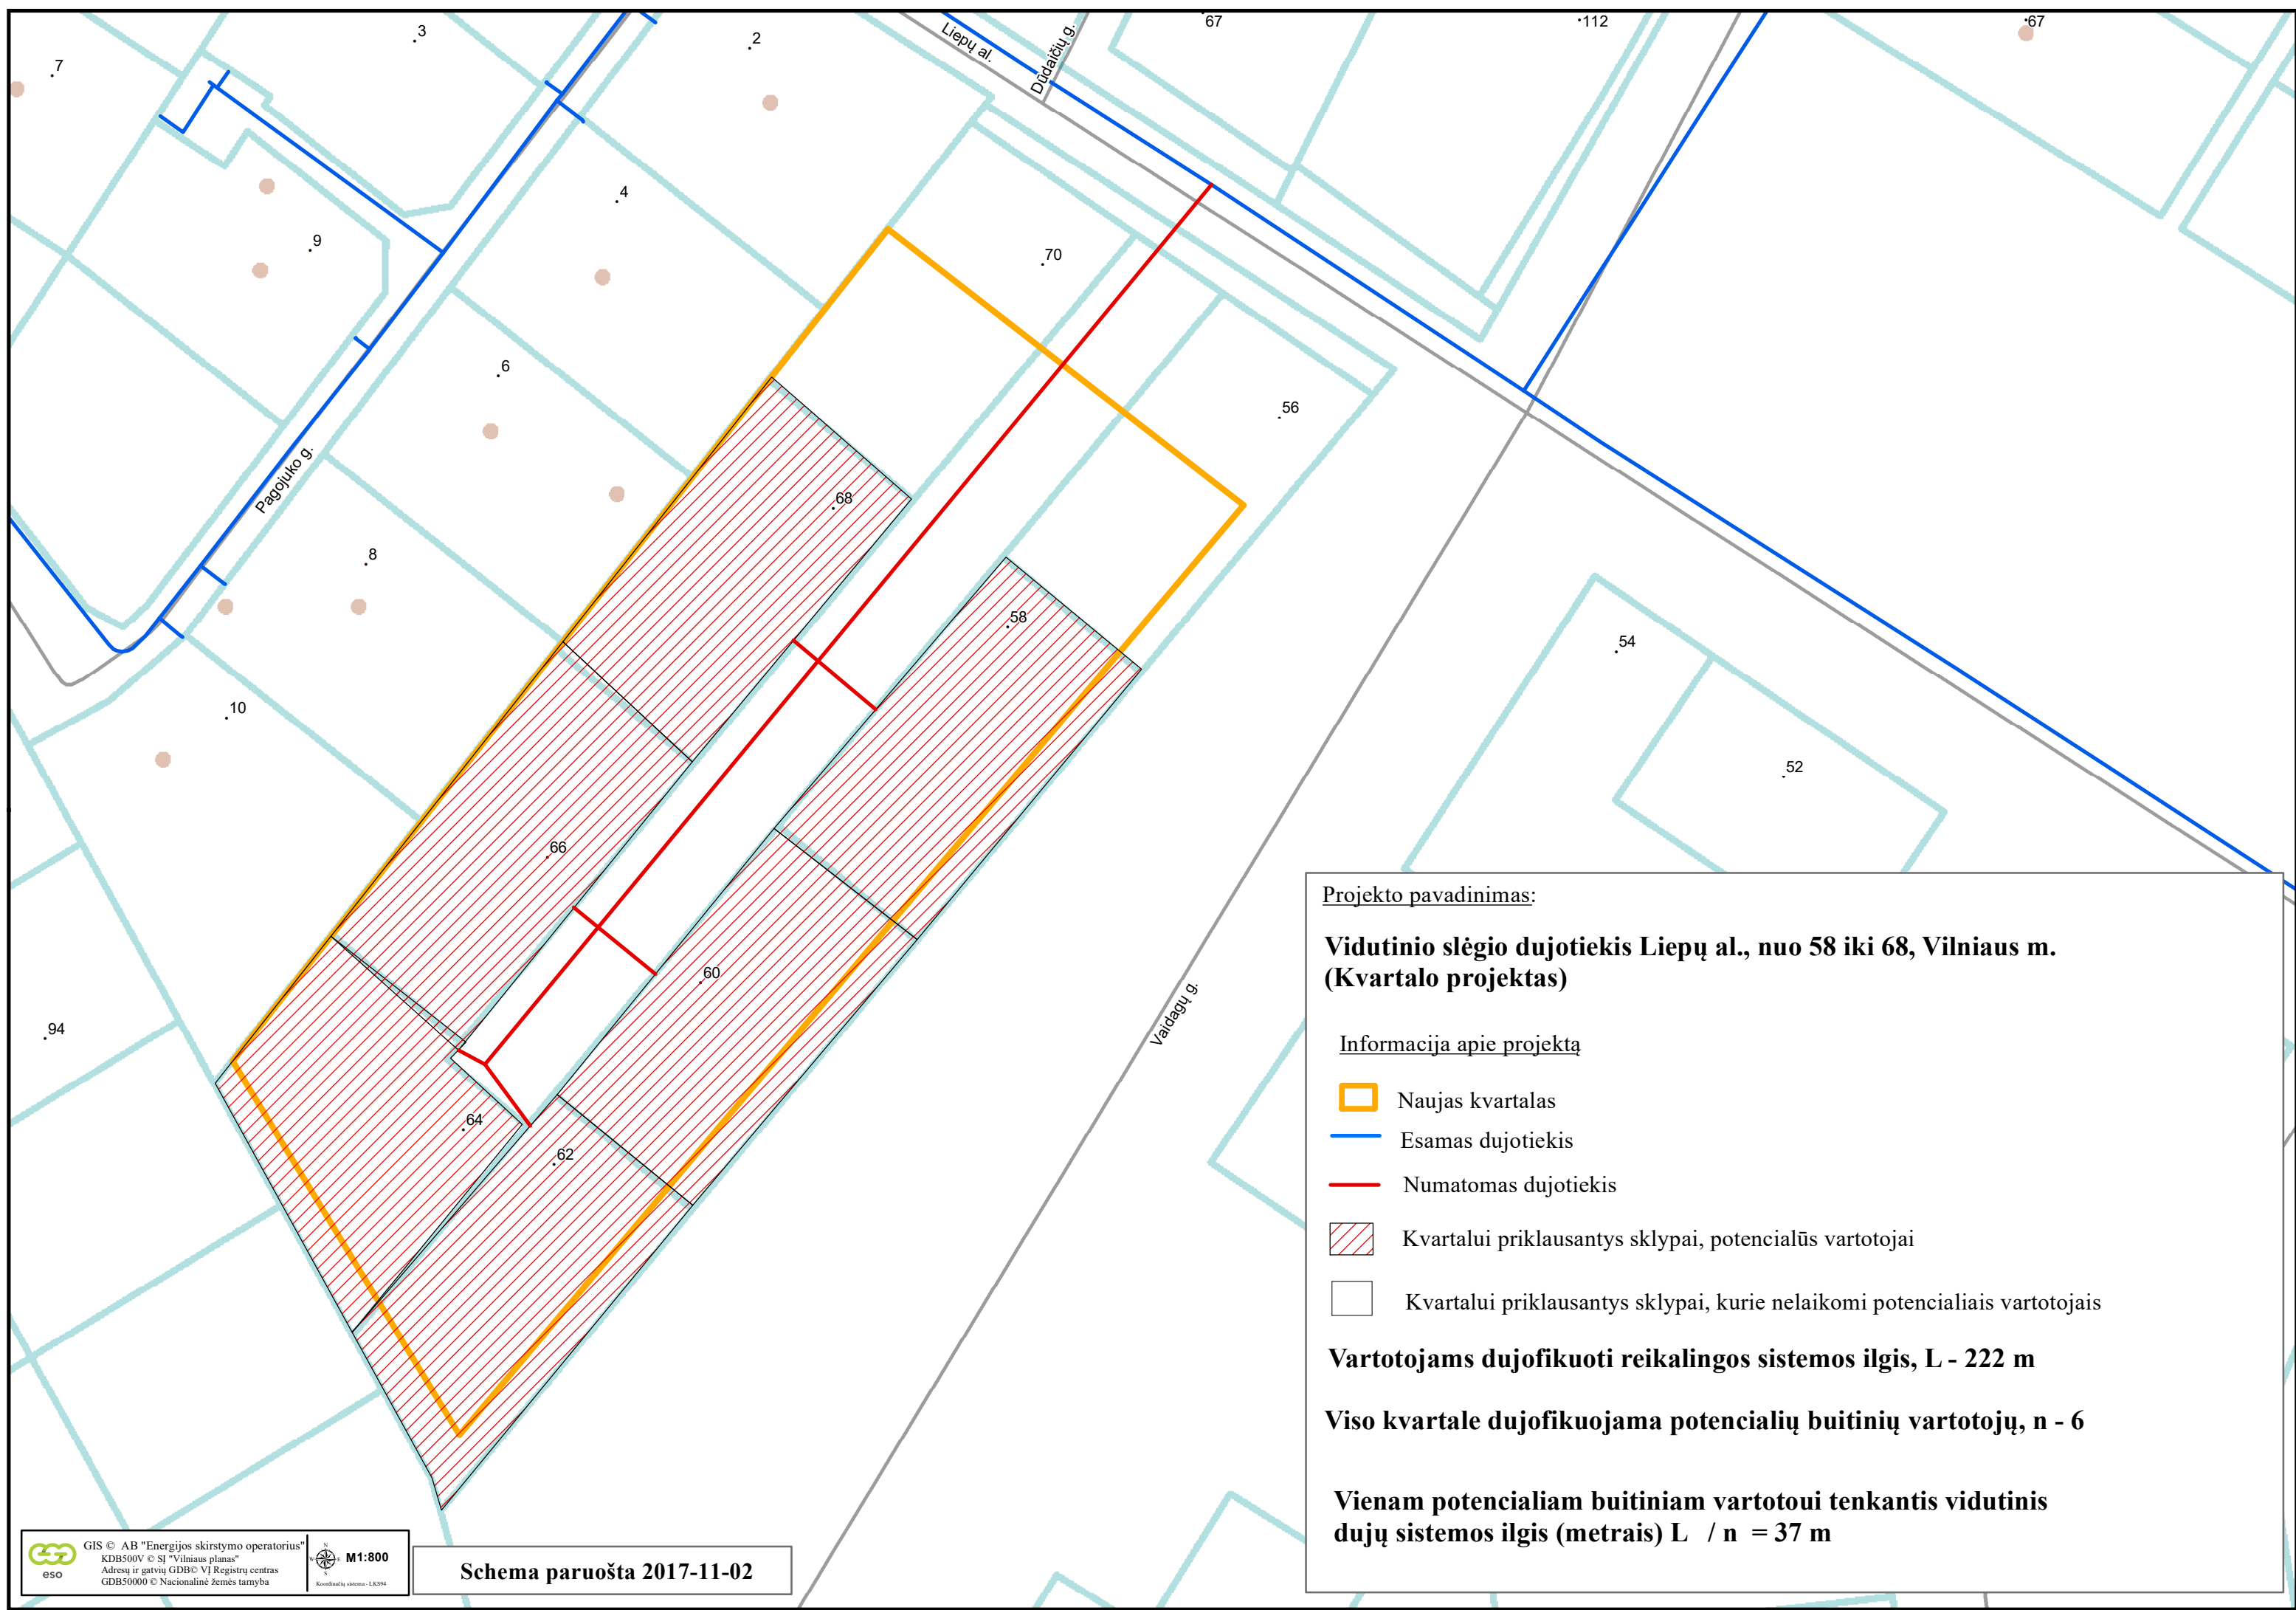 .3
.2
67
.112
.67
Liepų al.
Dūdaičių g.
.7
.4
.9
.70
.6
.56
Pagojuko g.
.68
.8
.58
.54
.10
.52
.66
.60
Vaidagų g.
.94
.64
.62
Projekto pavadinimas:
Vidutinio slėgio dujotiekis Liepų al., nuo 58 iki 68, Vilniaus m.
(Kvartalo projektas)
Informacija apie projektą
Naujas kvartalas
Esamas dujotiekis
Numatomas dujotiekis
Kvartalui priklausantys sklypai, potencialūs vartotojai
Kvartalui priklausantys sklypai, kurie nelaikomi potencialiais vartotojais
Vartotojams dujofikuoti reikalingos sistemos ilgis, L - 222 m
Viso kvartale dujofikuojama potencialių buitinių vartotojų, n - 6
Vienam potencialiam buitiniam vartotoui tenkantis vidutinis
dujų sistemos ilgis (metrais) L / n = 37 m
eso
GIS © AB "Energijos skirstymo operatorius"
KDB500V © SĮ "Vilniaus planas"
Adresų ir gatvių GDB© VĮ Registrų centras
GDB50000 © Nacionalinė žemės tarnyba
N
S
E
M1:800
Koordinačių sistema - LKS94
Schema paruošta 2017-11-02